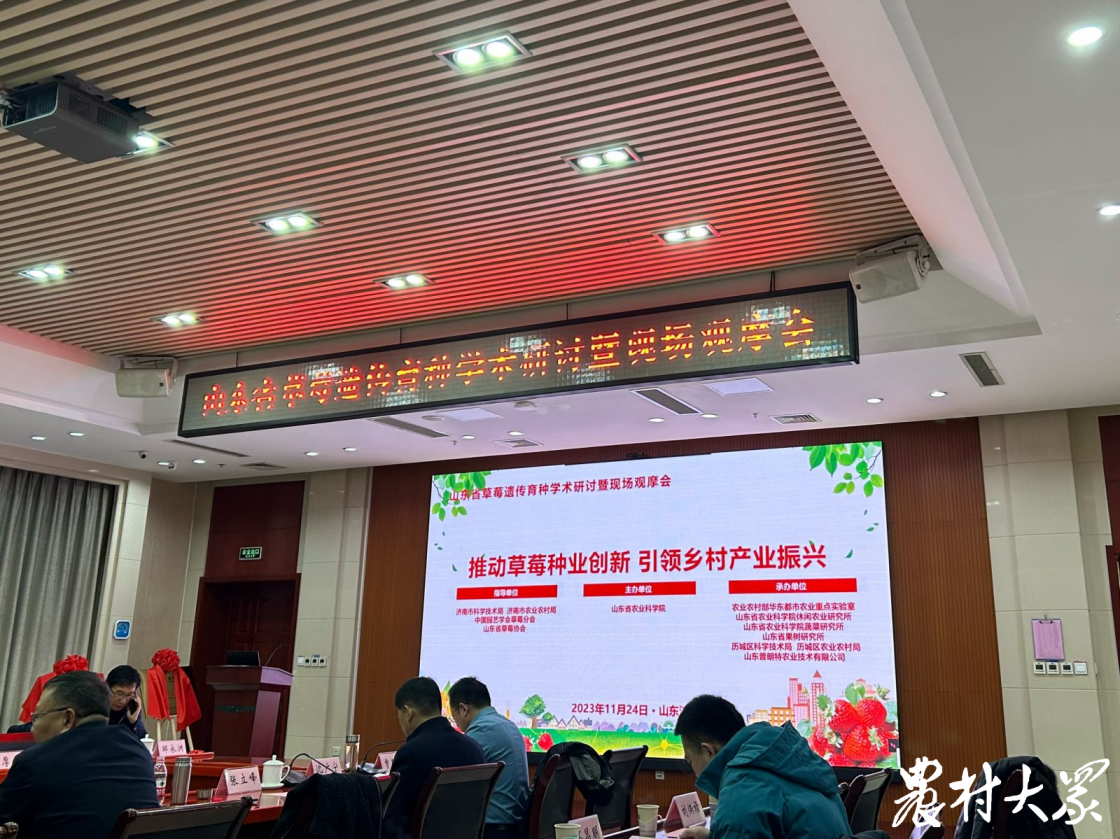 山东省草莓遗传育种学术研讨暨现场观摩会
山东省草莓遗传育种学术研讨暨现场观摩会
推动草莓种业创新 引领乡村产业振兴
指导单位
济南市科学技术局 济南市农业农村局
中国园艺学会草莓分会
山东省草莓协会
主办单位
山东省农业科学院
承办单位
农业农村部华东都市农业重点实验室
山东省农业科学院休闲农业研究所
山东省农业科学院蔬菜研究所
山东省果树研究所
历城区科学技术局 历城区农业农村局
山东普朗特农业技术有限公司
2023年11月24日·山东
安全出口
张立峰
农村大众